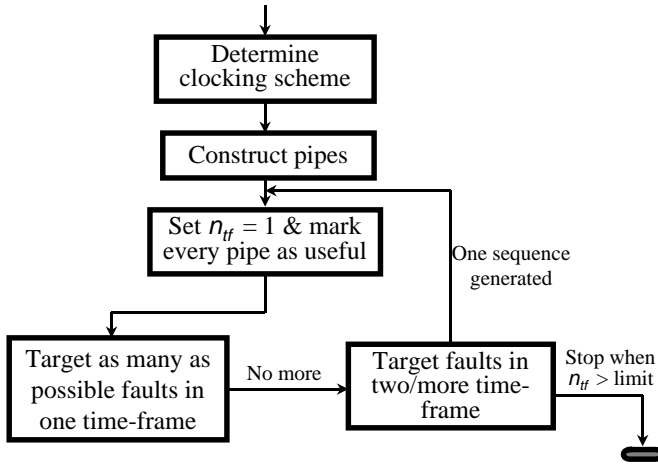 Determine
clocking scheme
Construct pipes
Set n_tf = 1 & mark
every pipe as useful
One sequence
generated
Target as many as
possible faults in
one time-frame
No more
Target faults in
two/more time-
frame
Stop when
n_tf > limit